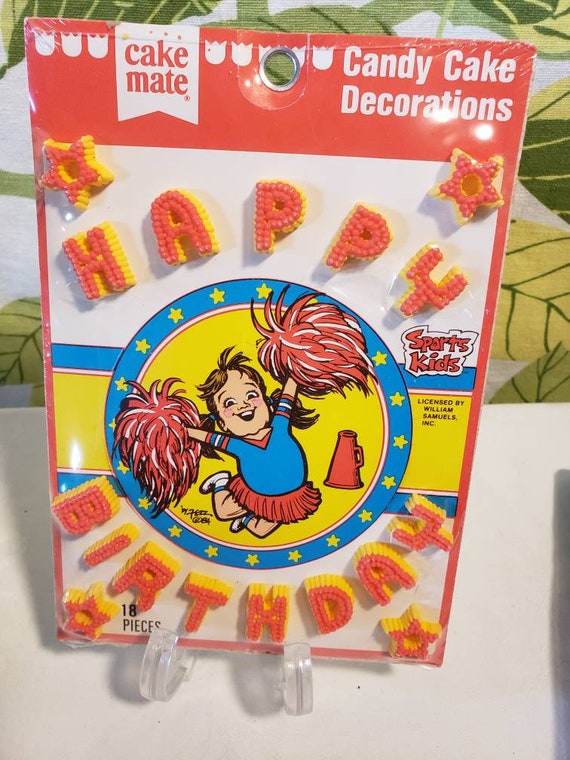 cake
mate®
Candy Cake
Decorations
HAPPY
Sports
Kids
LICENSED BY
WILLIAM
SAMUELS,
INC.
BIRTHDAY
18
PIECES